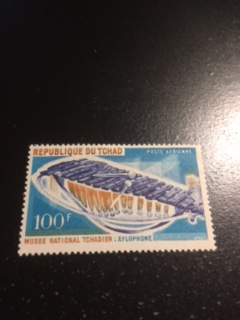 REPUBLIQUE DU TCHAD
POSTE AERIENNE
100F
MUSEE NATIONAL TCHADIEN : XYLOPHONE